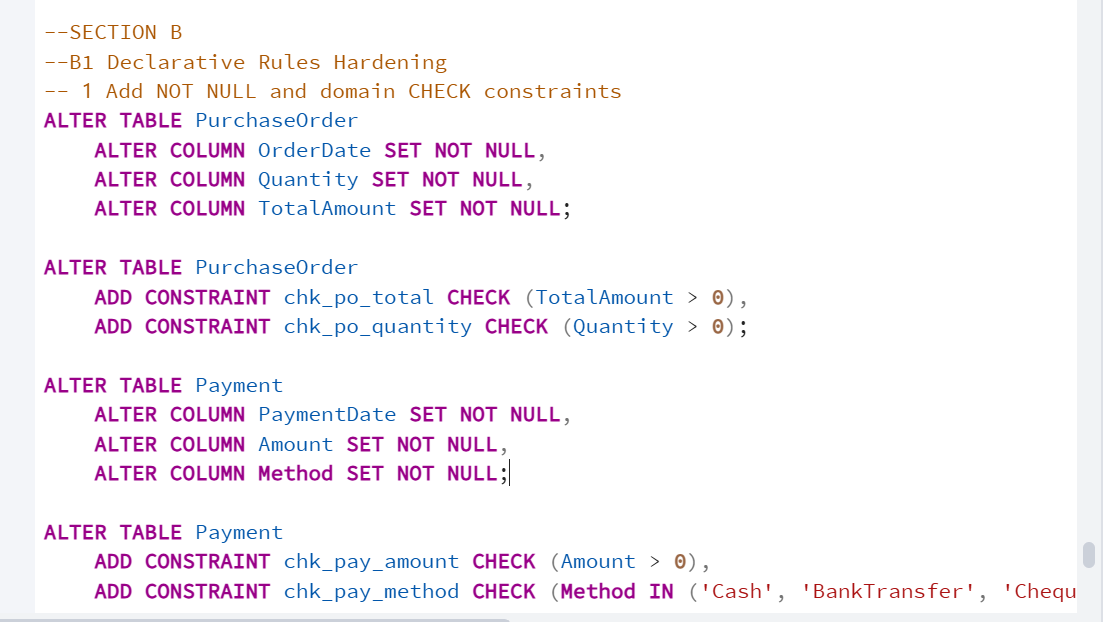 --SECTION B
--B1 Declarative Rules Hardening
-- 1 Add NOT NULL and domain CHECK constraints
ALTER TABLE PurchaseOrder
    ALTER COLUMN OrderDate SET NOT NULL,
    ALTER COLUMN Quantity SET NOT NULL,
    ALTER COLUMN TotalAmount SET NOT NULL;
ALTER TABLE PurchaseOrder
    ADD CONSTRAINT chk_po_total CHECK (TotalAmount > 0),
    ADD CONSTRAINT chk_po_quantity CHECK (Quantity > 0);
ALTER TABLE Payment
    ALTER COLUMN PaymentDate SET NOT NULL,
    ALTER COLUMN Amount SET NOT NULL,
    ALTER COLUMN Method SET NOT NULL;
ALTER TABLE Payment
    ADD CONSTRAINT chk_pay_amount CHECK (Amount > 0),
    ADD CONSTRAINT chk_pay_method CHECK (Method IN ('Cash', 'BankTransfer', 'Chequ